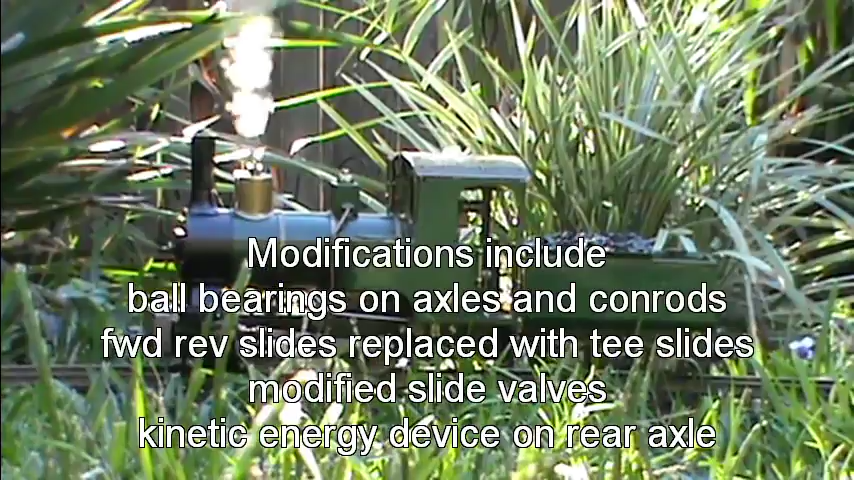 Modifications include
ball bearings on axles and conrods
fwd rev slides replaced with tee slides
modified slide valves
kinetic energy device on rear axle